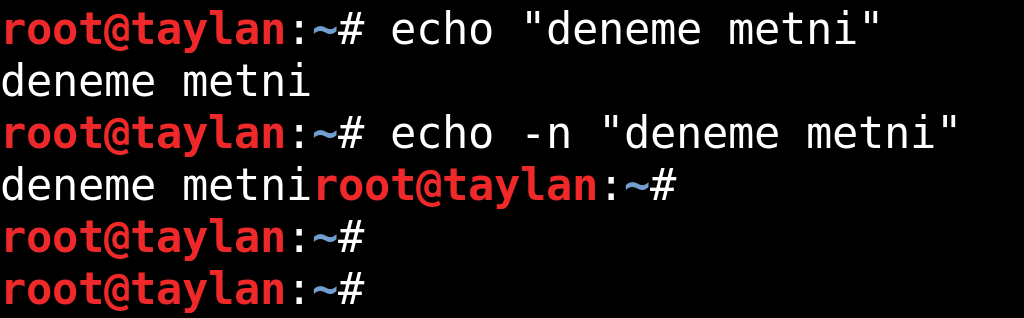 root@taylan:~# echo "deneme metni"
deneme metni
root@taylan:~# echo -n "deneme metni"
deneme metniroot@taylan:~#
root@taylan:~#
root@taylan:~#